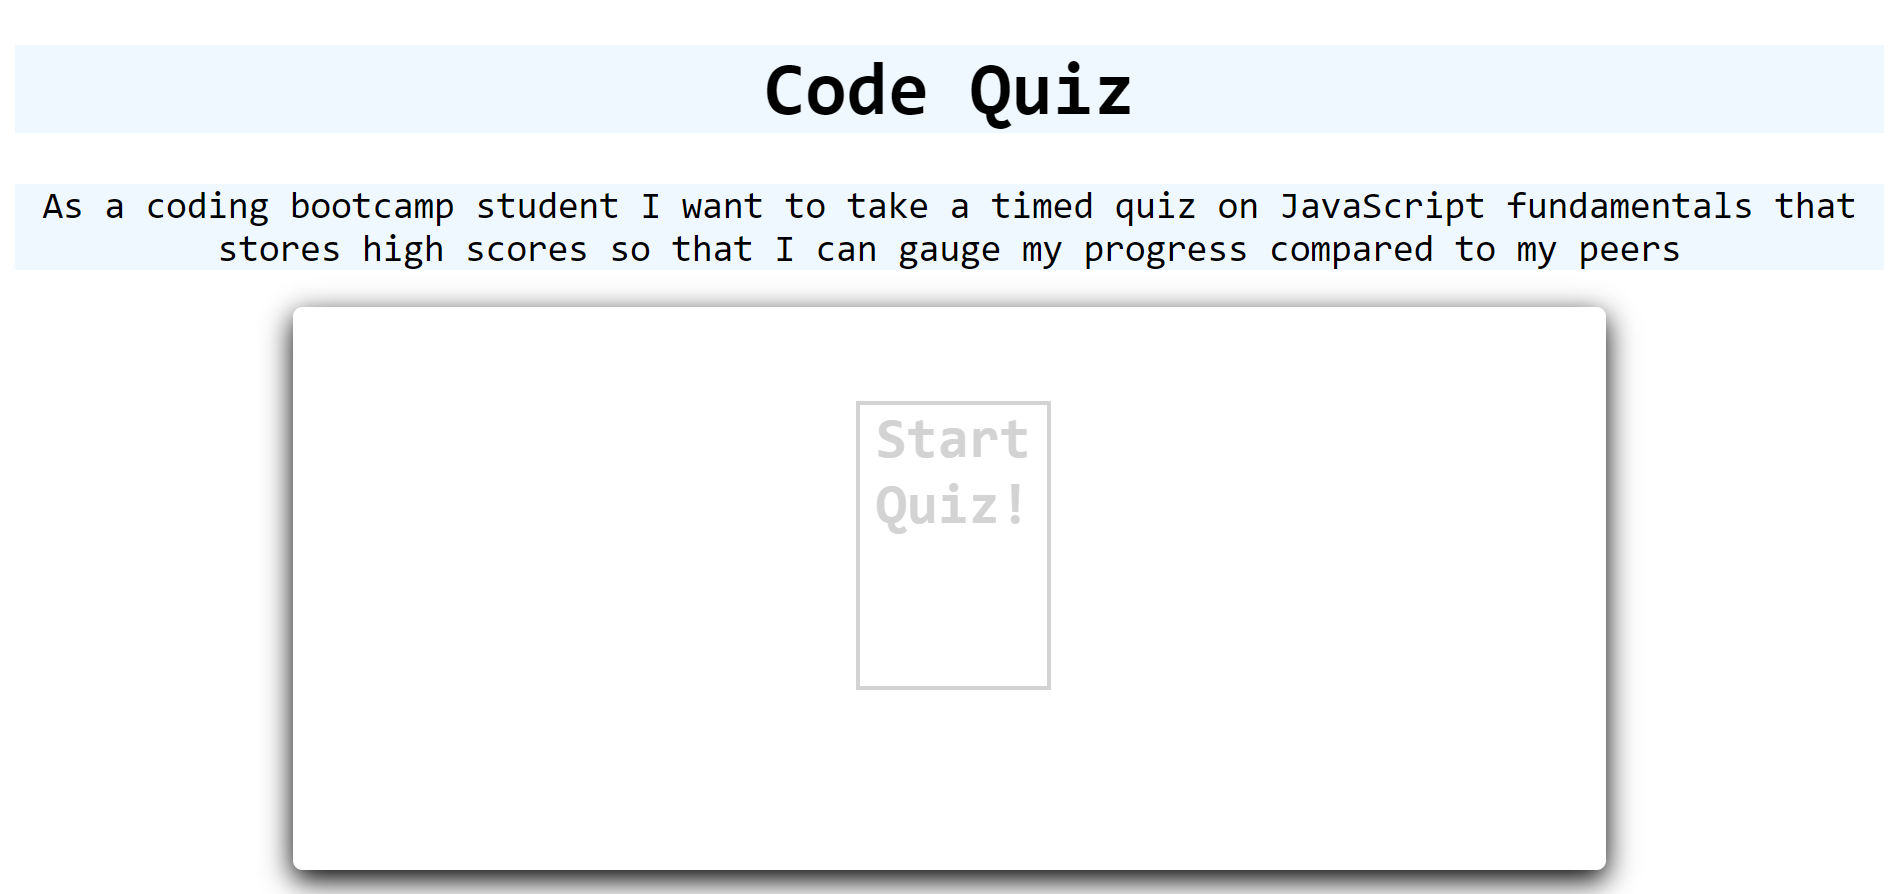 Code Quiz
As a coding bootcamp student I want to take a timed quiz on JavaScript fundamentals that
stores high scores so that I can gauge my progress compared to my peers
Start
Quiz!